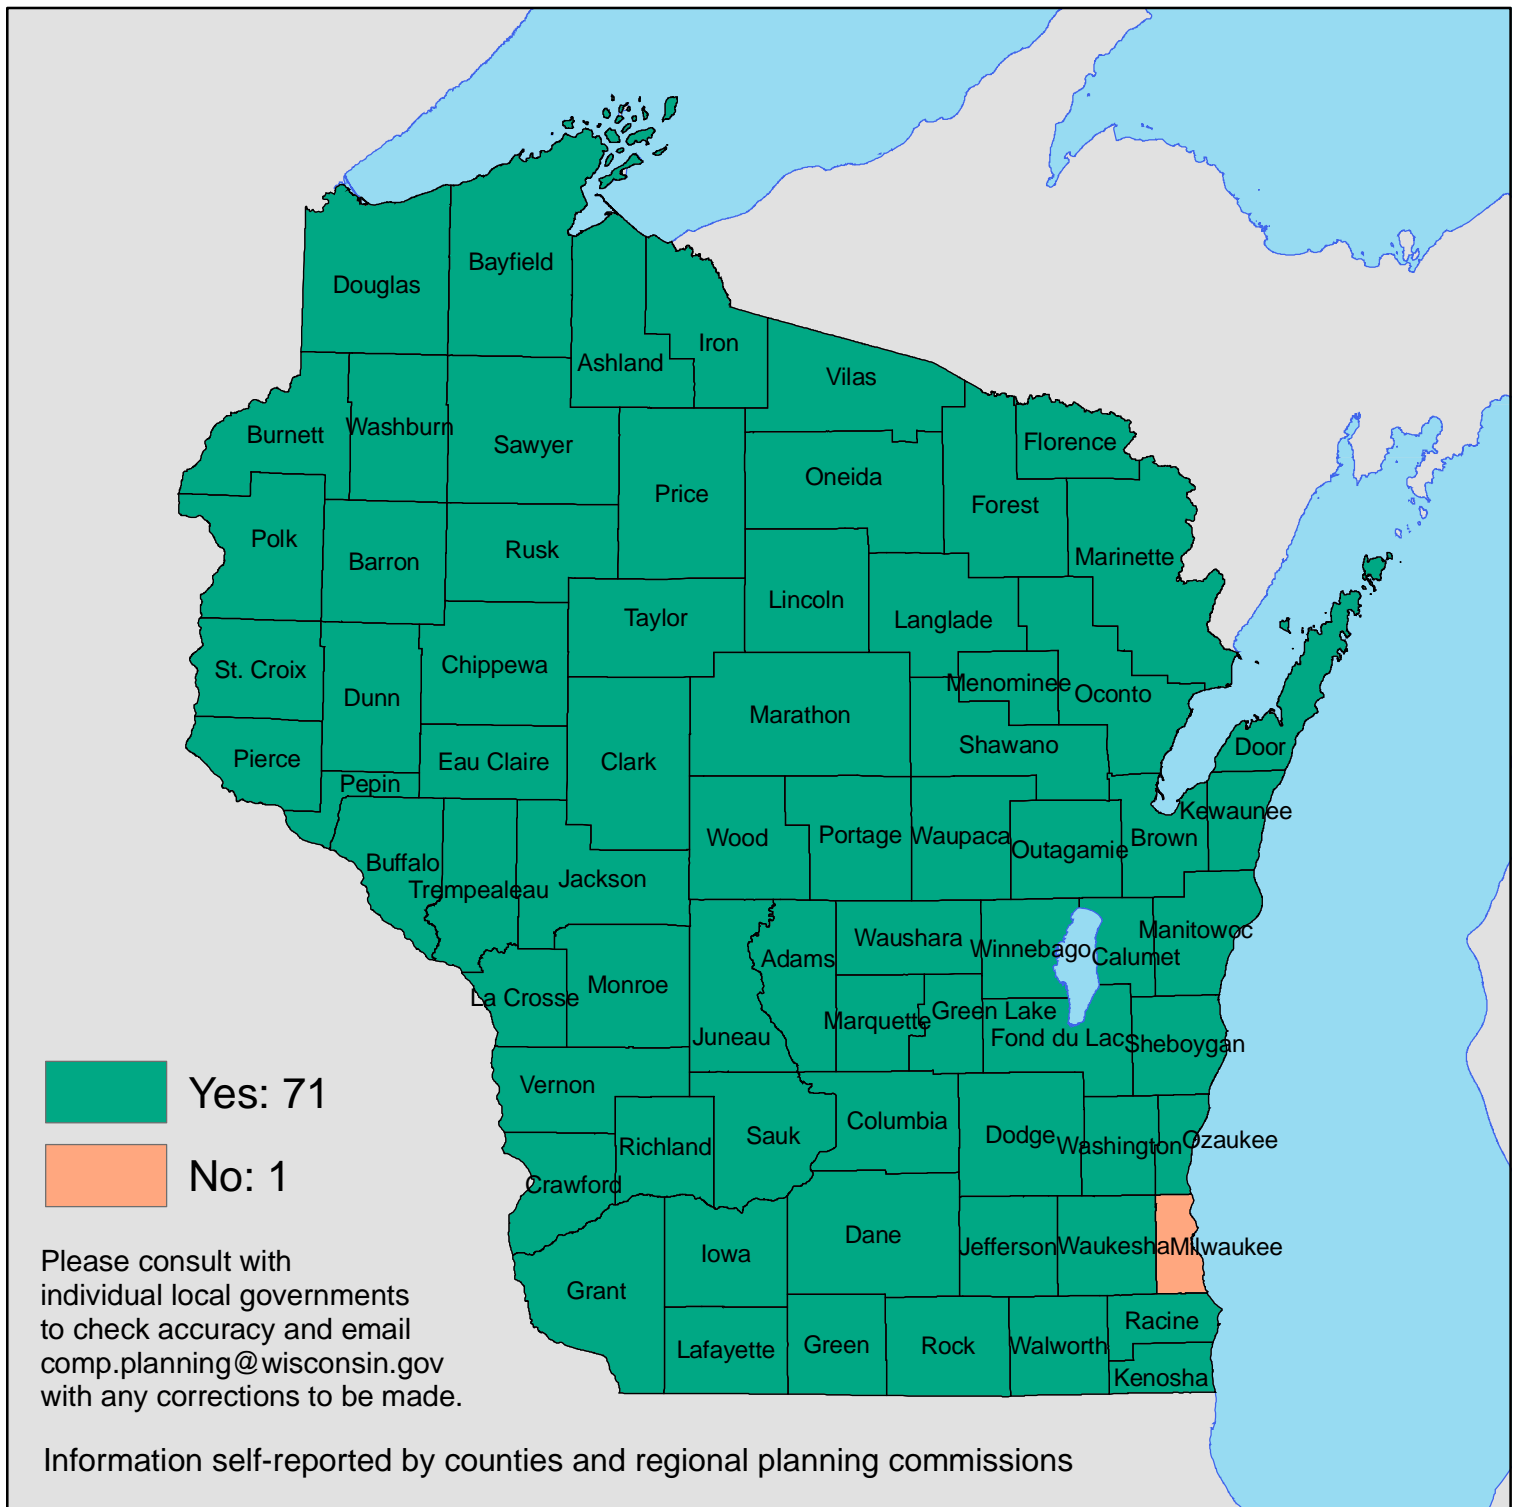 Douglas
Bayfield
Ashland
Iron
Vilas
Burnett
Washburn
Sawyer
Florence
Price
Oneida
Forest
Polk
Barron
Rusk
Marinette
Taylor
Lincoln
Langlade
St. Croix
Chippewa
Dunn
Menominee
Oconto
Marathon
Pierce
Eau Claire
Clark
Shawano
Door
Pepin
Kewaunee
Wood
Portage
Waupaca
Outagamie
Brown
Buffalo
Trempealeau
Jackson
Waushara
Winnebago
Manitowoc
Adams
Calumet
La Crosse
Monroe
Marquette
Green Lake
Juneau
Fond du Lac
Sheboygan
Vernon
Columbia
Richland
Sauk
Dodge
Washington
Ozaukee
Crawford
Iowa
Dane
Jefferson
Waukesha
Milwaukee
Grant
Racine
Lafayette
Green
Rock
Walworth
Kenosha
Yes: 71
No: 1
Please consult with
individual local governments
to check accuracy and email
comp.planning@wisconsin.gov
with any corrections to be made.
Information self-reported by counties and regional planning commissions